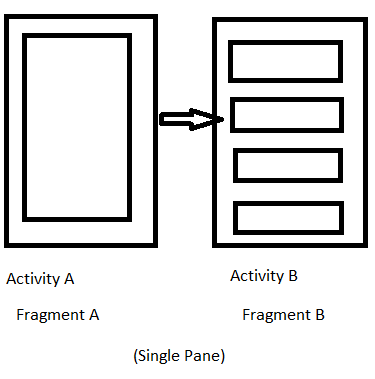 Activity A
Activity B
Fragment A
Fragment B
(Single Pane)